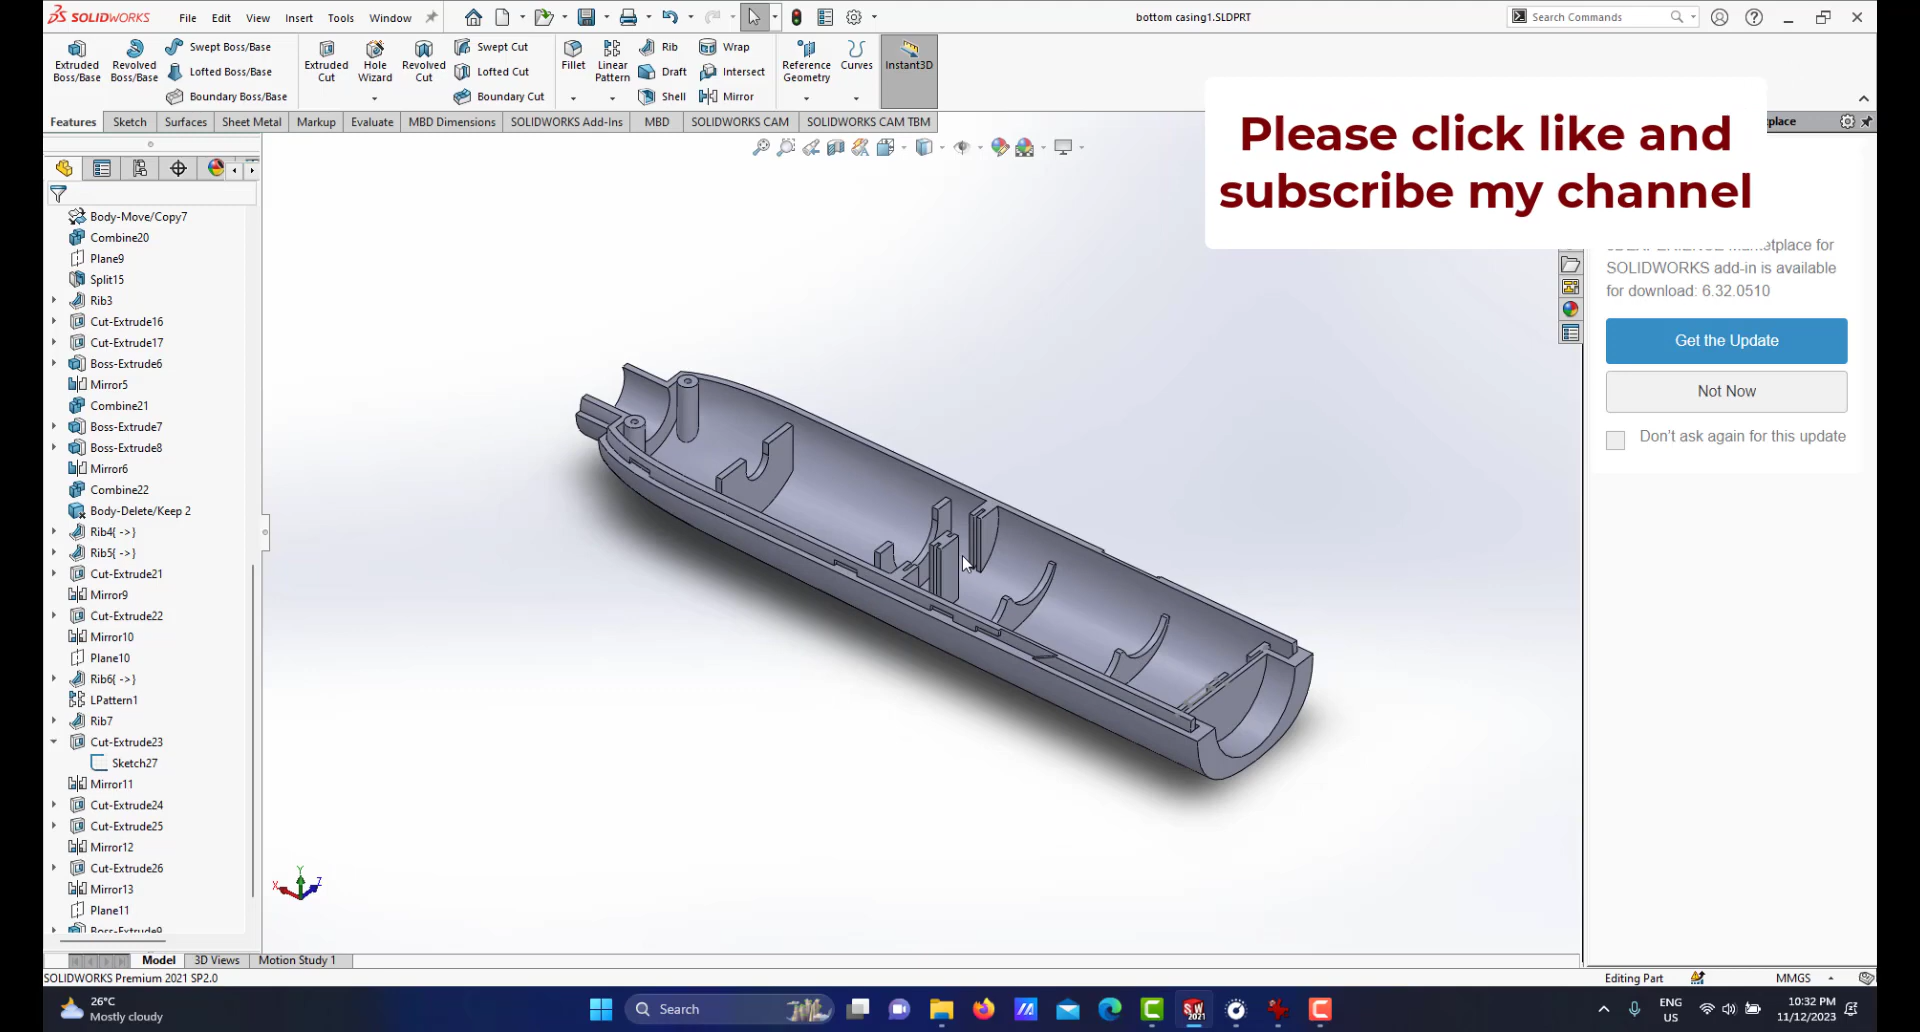 SOLIDWORKS
File
Edit
View
Insert
Tools
Window
bottom casing1.SLDPRT
Search Commands
Extruded
Boss/Base
Revolved
Boss/Base
Swept Boss/Base
Lofted Boss/Base
Boundary Boss/Base
Extruded
Cut
Hole
Wizard
Revolved
Cut
Swept Cut
Lofted Cut
Boundary Cut
Fillet
Linear
Pattern
Rib
Draft
Shell
Wrap
Intersect
Mirror
Reference
Geometry
Curves
Instant3D
Features
Sketch
Surfaces
Sheet Metal
Markup
Evaluate
MBD Dimensions
SOLIDWORKS Add-Ins
MBD
SOLIDWORKS CAM
SOLIDWORKS CAM TBM
Please click like and
subscribe my channel
place
Marketplace for
SOLIDWORKS add-in is available
for download: 6.32.0510
Get the Update
Not Now
Don't ask again for this update
Body-Move/Copy7
Combine20
Plane9
Split15
Rib3
Cut-Extrude16
Cut-Extrude17
Boss-Extrude6
Mirror5
Combine21
Boss-Extrude7
Boss-Extrude8
Mirror6
Combine22
Body-Delete/Keep 2
Rib4{ ->}
Rib5{ ->}
Cut-Extrude21
Mirror9
Cut-Extrude22
Mirror10
Plane10
Rib6{ ->}
LPattern1
Rib7
Cut-Extrude23
Sketch27
Mirror11
Cut-Extrude24
Cut-Extrude25
Mirror12
Cut-Extrude26
Mirror13
Plane11
Boss-Extrude9
Y
X
Z
Model
3D Views
Motion Study 1
SOLIDWORKS Premium 2021 SP2.0
Editing Part
MMGS
26°C
Mostly cloudy
Search
SW
2021
ENG
US
10:32 PM
11/12/2023